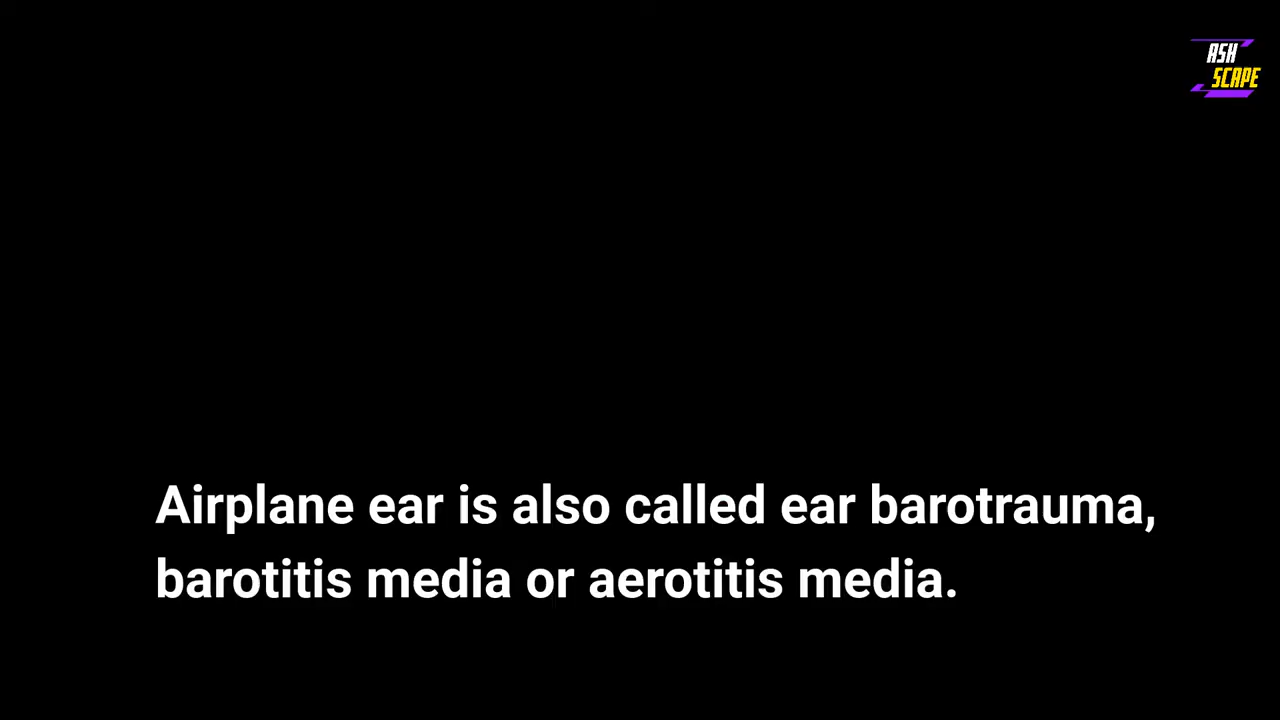 ASH
SCAPE
Airplane ear is also called ear barotrauma,
barotitis media or aerotitis media.